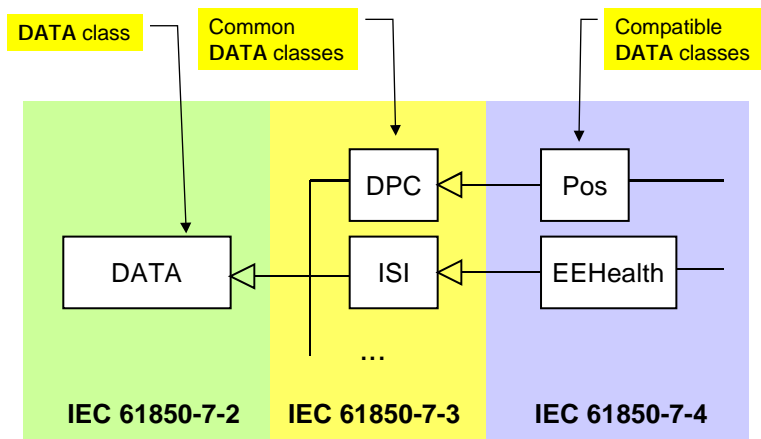 DATA class
Common
DATA classes
Compatible
DATA classes
DPC
Pos
DATA
ISI
EEHealth
...
IEC 61850-7-2
IEC 61850-7-3
IEC 61850-7-4